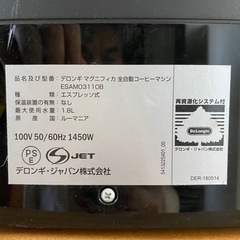 品名及び型番： デロンギ マグニフィカ 全自動コーヒーマシン
ESAM03110B
種類： エスプレッソ式
保温装置の有無： なし
最大使用水量： 1.8L
原産国： ルーマニア
100V 50/60Hz 1450W
PSE
JET
デロンギ・ジャパン株式会社
5413225401_00
再資源化システム付
DeLonghi
デロンギ・ジャパン株式会社
DER-180514